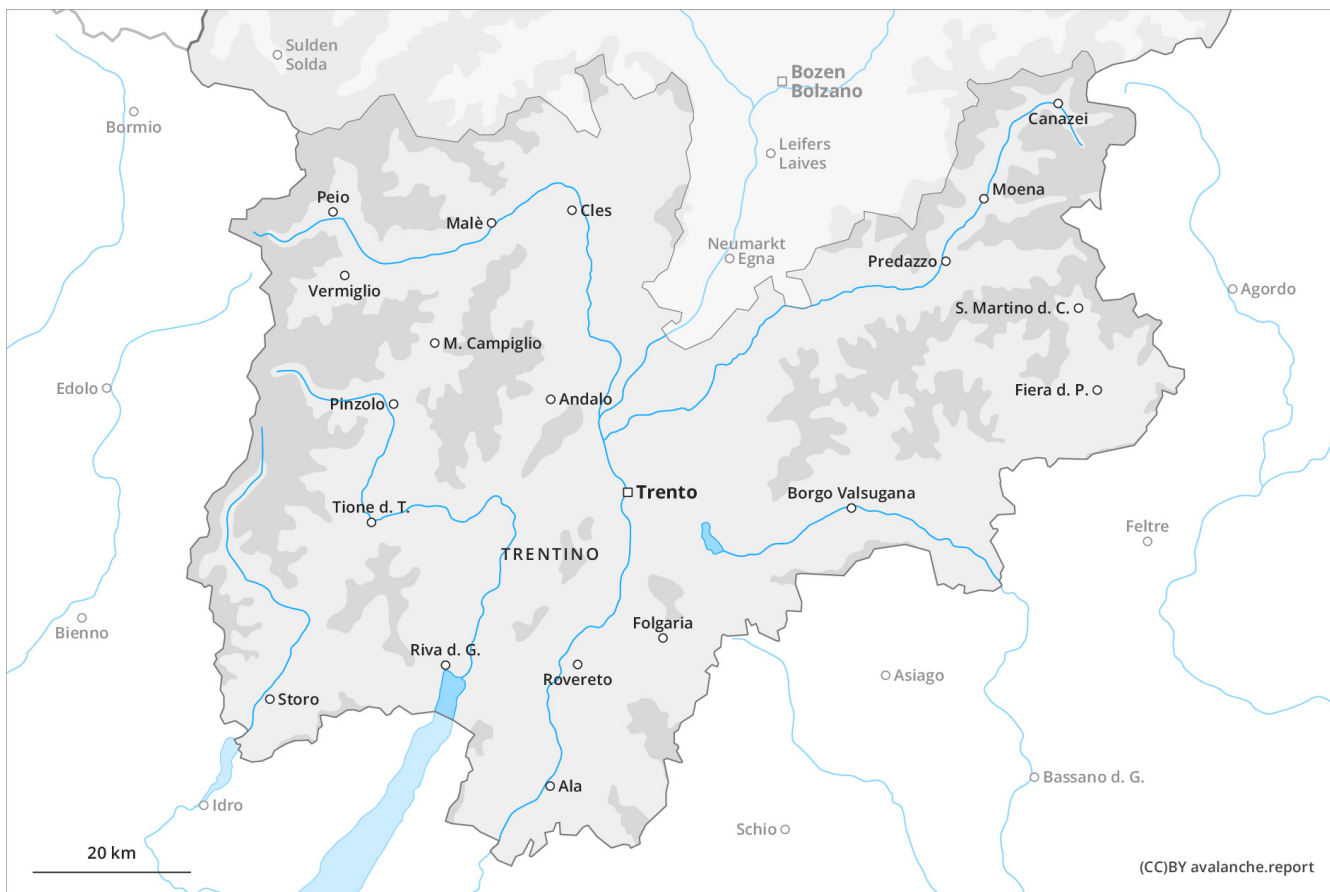 Sulden
Solda
Bozen
Bolzano
Bormio
Canazei
Leifers
Laives
Peio
Moena
Malè
Cles
Neumarkt
Egna
Predazzo
Vermiglio
Agordo
S. Martino d. C.
M. Campiglio
Edolo
Andalo
Fiera d. P.
Pinzolo
Trento
Borgo Valsugana
Tione d. T.
Feltre
TRENTINO
Bienno
Folgaria
Riva d. G.
Asiago
Rovereto
Storo
Bassano d. G.
Ala
Idro
Schio
20 km
(CC)BY avalanche.report